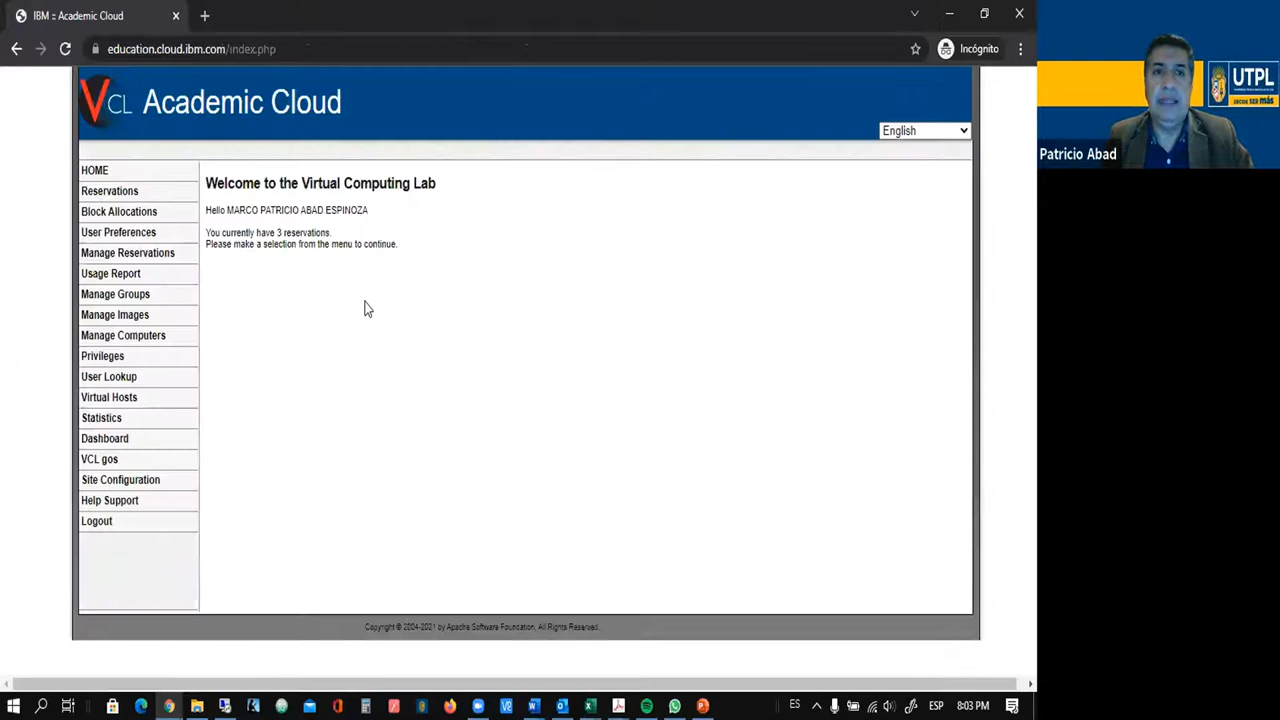 IBM :: Academic Cloud
education.cloud.ibm.com/index.php
Incógnito
VCL Academic Cloud
English
HOME
Reservations
Block Allocations
User Preferences
Manage Reservations
Usage Report
Manage Groups
Manage Images
Manage Computers
Privileges
User Lookup
Virtual Hosts
Statistics
Dashboard
VCL gos
Site Configuration
Help Support
Logout
Welcome to the Virtual Computing Lab
Hello MARCO PATRICIO ABAD ESPINOZA
You currently have 3 reservations.
Please make a selection from the menu to continue.
Copyright © 2004-2021 by Apache Software Foundation, All Rights Reserved.
UTPL
DECIDE SER MÁS
Patricio Abad
ES
ESP
8:03 PM